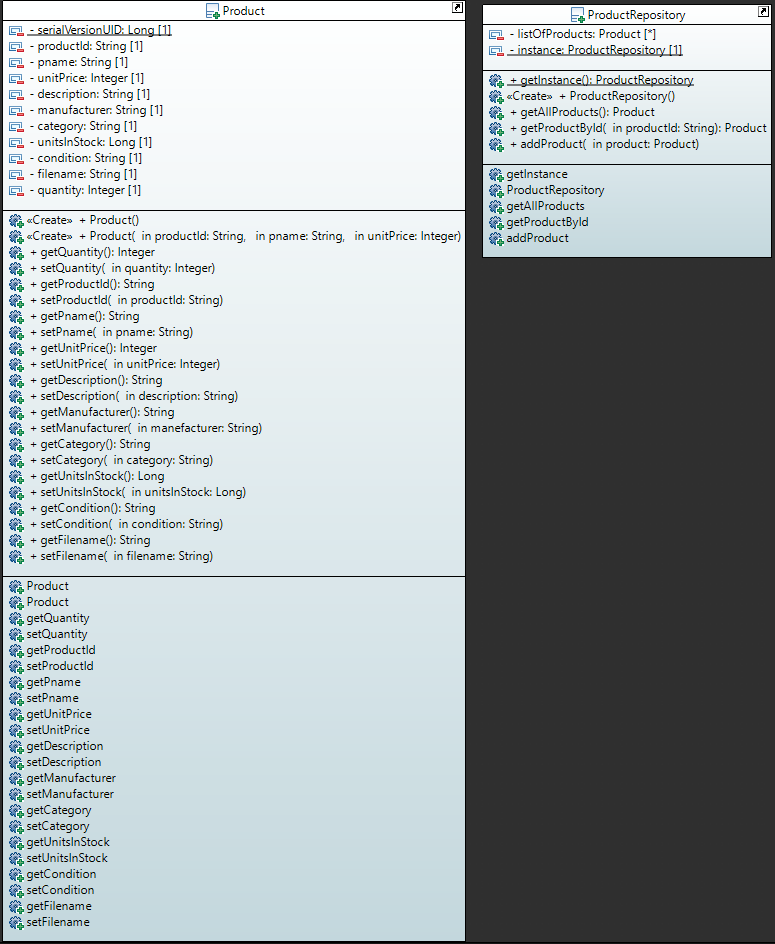 Product
- serialVersionUID: Long [1]
- productId: String [1]
- pname: String [1]
- unitPrice: Integer [1]
- description: String [1]
- manufacturer: String [1]
- category: String [1]
- unitsInStock: Long [1]
- condition: String [1]
- filename: String [1]
- quantity: Integer [1]
«Create» + Product()
«Create» + Product( in productId: String, in pname: String, in unitPrice: Integer)
+ getQuantity(): Integer
+ setQuantity( in quantity: Integer)
+ getProductId(): String
+ setProductId( in productId: String)
+ getPname(): String
+ setPname( in pname: String)
+ getUnitPrice(): Integer
+ setUnitPrice( in unitPrice: Integer)
+ getDescription(): String
+ setDescription( in description: String)
+ getManufacturer(): String
+ setManufacturer( in manefacturer: String)
+ getCategory(): String
+ setCategory( in category: String)
+ getUnitsInStock(): Long
+ setUnitsInStock( in unitsInStock: Long)
+ getCondition(): String
+ setCondition( in condition: String)
+ getFilename(): String
+ setFilename( in filename: String)
Product
Product
getQuantity
setQuantity
getProductId
setProductId
getPname
setPname
getUnitPrice
setUnitPrice
getDescription
setDescription
getManufacturer
setManufacturer
getCategory
setCategory
getUnitsInStock
setUnitsInStock
getCondition
setCondition
getFilename
setFilename
ProductRepository
- listOfProducts: Product [*]
- instance: ProductRepository [1]
+ getInstance(): ProductRepository
«Create» + ProductRepository()
+ getAllProducts(): Product
+ getProductById( in productId: String): Product
+ addProduct( in product: Product)
getInstance
ProductRepository
getAllProducts
getProductById
addProduct